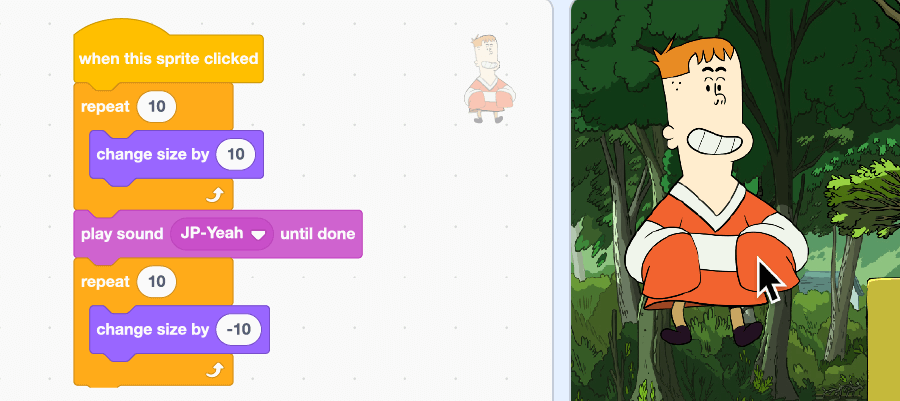 when this sprite clicked
repeat 10
change size by 10
play sound JP-Yeah until done
repeat 10
change size by -10